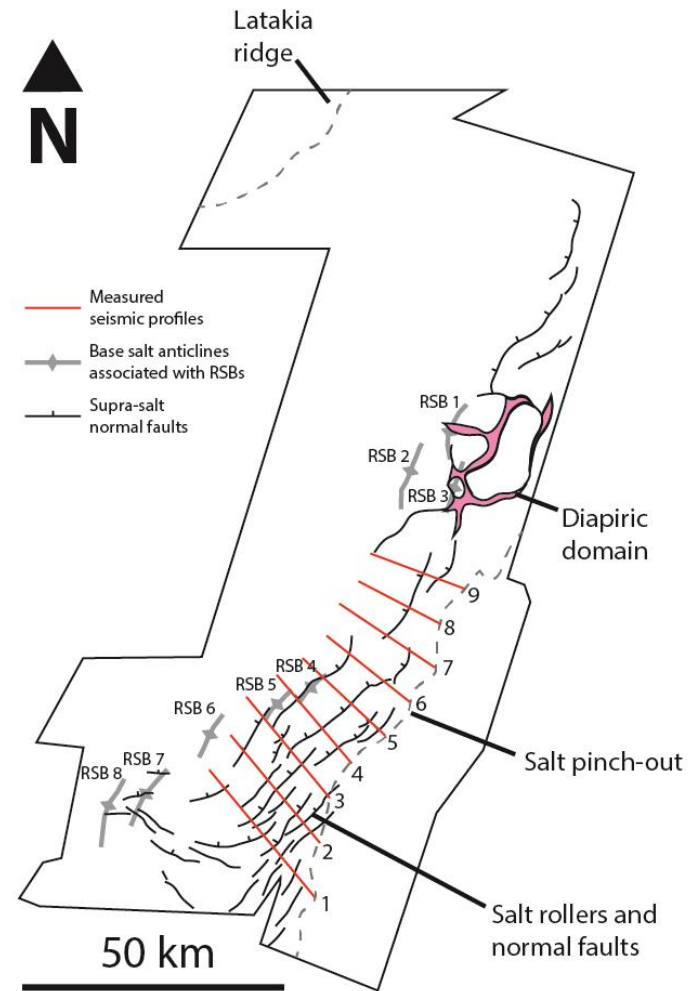 Latakia
ridge
N
Measured
seismic profiles
Base salt anticlines
associated with RSBs
Supra-salt
normal faults
RSB 1
RSB 2
RSB 3
Diapiric
domain
9
8
7
RSB 4
RSB 5
6
RSB 6
5
Salt pinch-out
4
RSB 7
RSB 8
3
2
1
Salt rollers and
normal faults
50 km